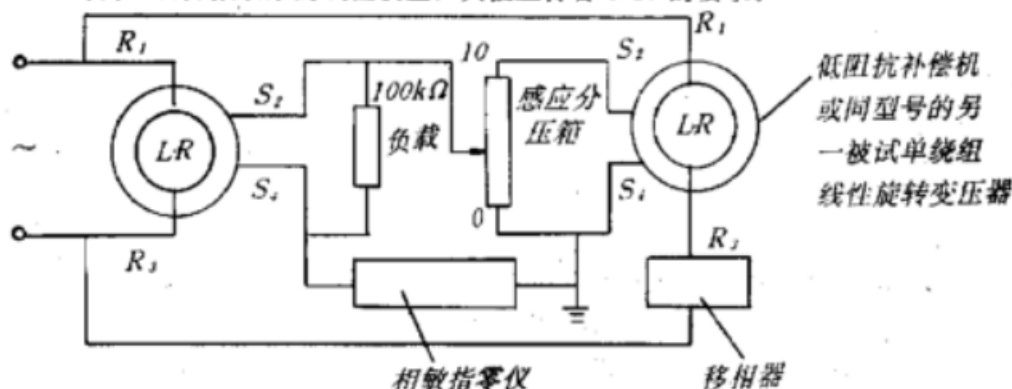 R₁
R₁
10
S₂
S₂
100kΩ
负载
感应分
压箱
L·R
L·R
~
S₄
S₄
0
R₃
R₃
低阻抗补偿机
或同型号的另
一被试单绕组
线性旋转变压器
相敏指零仪
移相器